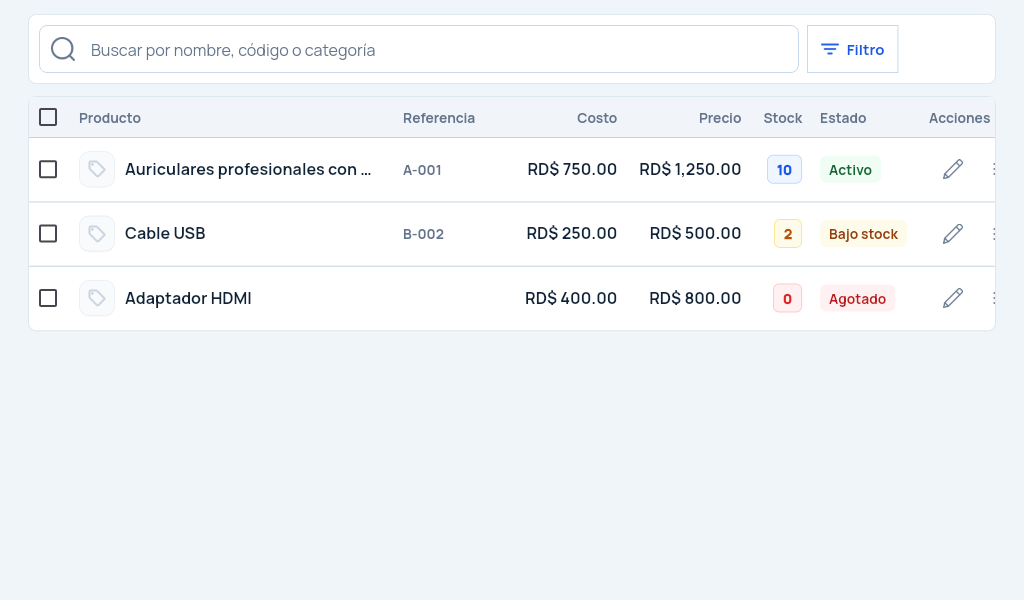 Buscar por nombre, código o categoría
Filtro
Producto Referencia Costo Precio Stock Estado Acciones
Auriculares profesionales con ... A-001 RD$ 750.00 RD$ 1,250.00 10 Activo
Cable USB B-002 RD$ 250.00 RD$ 500.00 2 Bajo stock
Adaptador HDMI RD$ 400.00 RD$ 800.00 0 Agotado